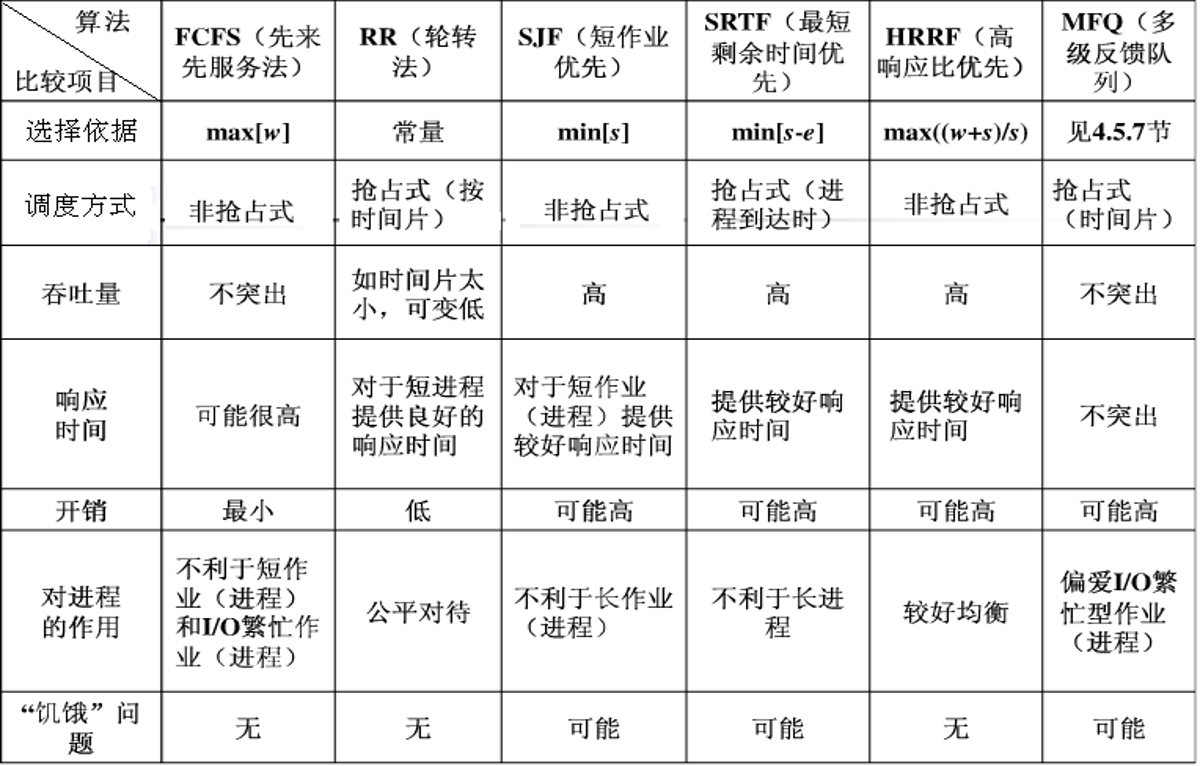 算法
比较项目
FCFS（先来
先服务法）
RR（轮转
法）
SJF（短作业
优先）
SRTF（最短
剩余时间优
先）
HRRF（高
响应比优先）
MFQ（多
级反馈队
列）
选择依据
max[w]
常量
min[s]
min[s-e]
max((w+s)/s)
见4.5.7节
调度方式
非抢占式
抢占式（按
时间片）
非抢占式
抢占式（进
程到达时）
非抢占式
抢占式
（时间片）
吞吐量
不突出
如时间片太
小，可变低
高
高
高
不突出
响应
时间
可能很高
对于短进程
提供良好的
响应时间
对于短作业
（进程）提供
较好响应时间
提供较好响
应时间
提供较好响
应时间
不突出
开销
最小
低
可能高
可能高
可能高
可能高
对进程
的作用
不利于短作
业（进程）
和I/O繁忙作
业（进程）
公平对待
不利于长作业
（进程）
不利于长进
程
较好均衡
偏爱I/O繁
忙型作业
（进程）
“饥饿”问
题
无
无
可能
可能
无
可能